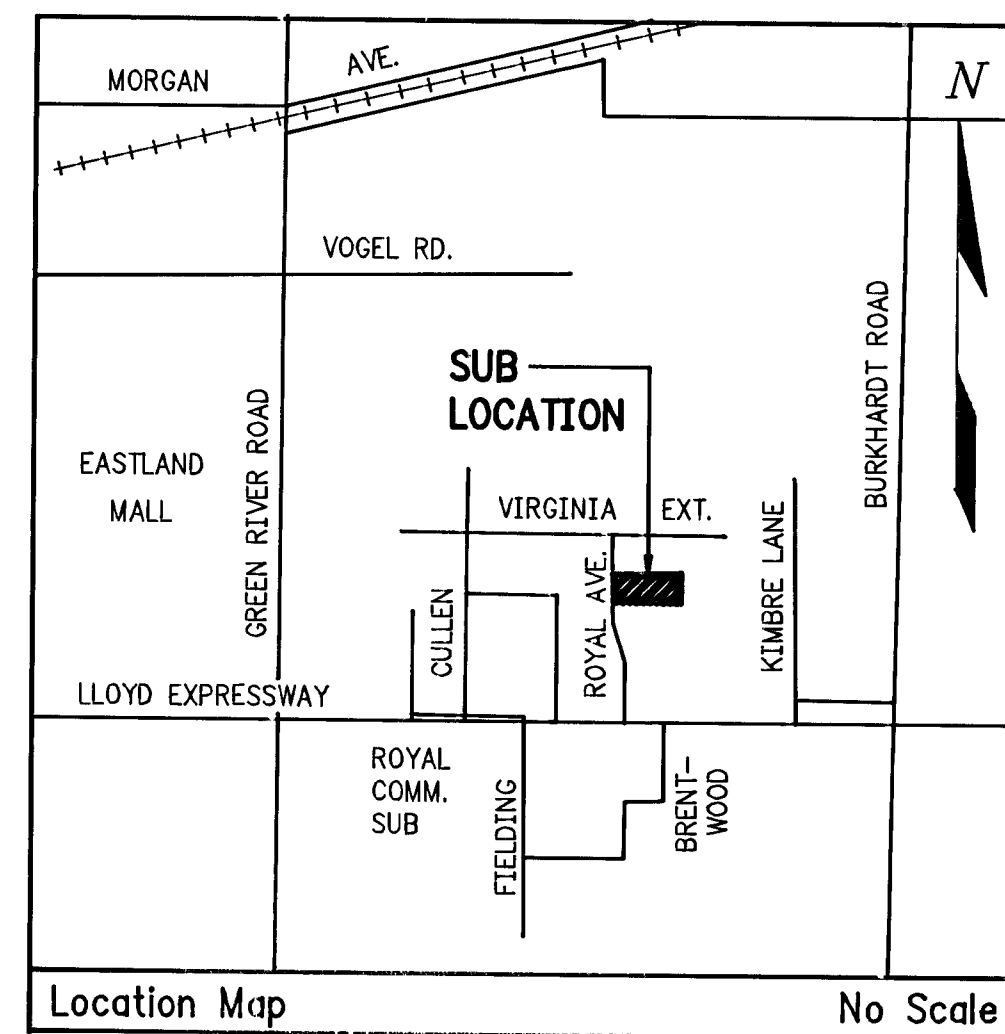 MORGAN
AVE.
N
VOGEL RD.
BURKHARDT ROAD
SUB
LOCATION
GREEN RIVER ROAD
EASTLAND
MALL
VIRGINIA EXT.
CULLEN
ROYAL AVE.
KIMBRE LANE
LLOYD EXPRESSWAY
ROYAL
COMM.
SUB
FIELDING
BRENT-
WOOD
Location Map
No Scale